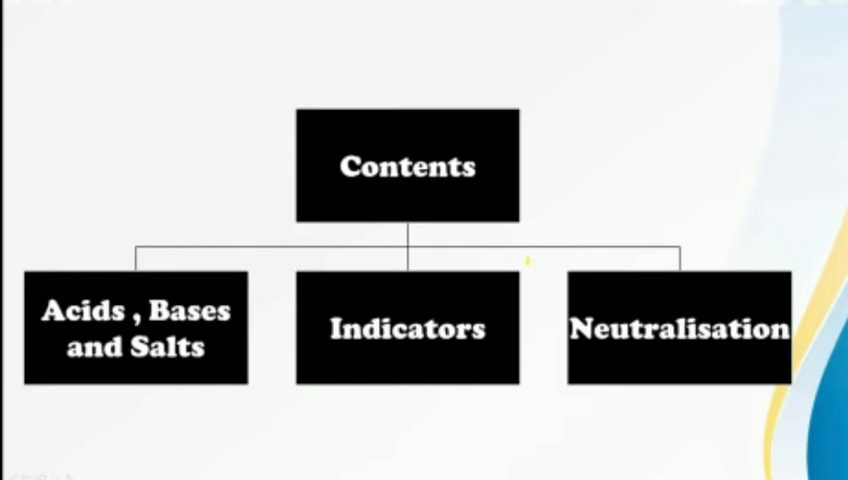 Contents
Acids , Bases
and Salts
Indicators
Neutralisation